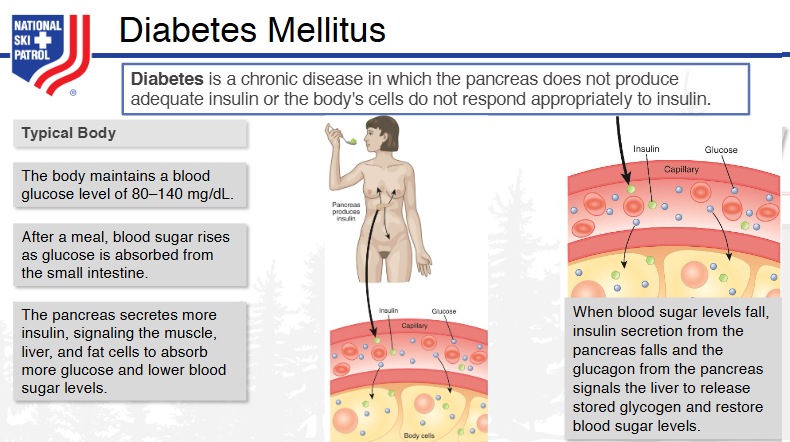 NATIONAL
SKI
PATROL
®
Diabetes Mellitus
Diabetes is a chronic disease in which the pancreas does not produce
adequate insulin or the body's cells do not respond appropriately to insulin.
Typical Body
The body maintains a blood
glucose level of 80–140 mg/dL.
After a meal, blood sugar rises
as glucose is absorbed from
the small intestine.
The pancreas secretes more
insulin, signaling the muscle,
liver, and fat cells to absorb
more glucose and lower blood
sugar levels.
Pancreas
produces
insulin
Insulin
Glucose
Capillary
Body cells
Insulin
Glucose
Capillary
When blood sugar levels fall,
insulin secretion from the
pancreas falls and the
glucagon from the pancreas
signals the liver to release
stored glycogen and restore
blood sugar levels.